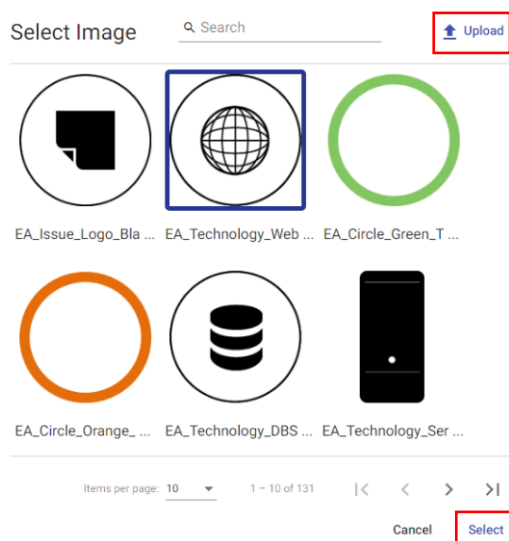 Select Image
Search
Upload
EA_Issue_Logo_Bla ...
EA_Technology_Web ...
EA_Circle_Green_T ...
EA_Circle_Orange_ ...
EA_Technology_DBS ...
EA_Technology_Ser ...
Items per page: 10
1 – 10 of 131
Cancel
Select